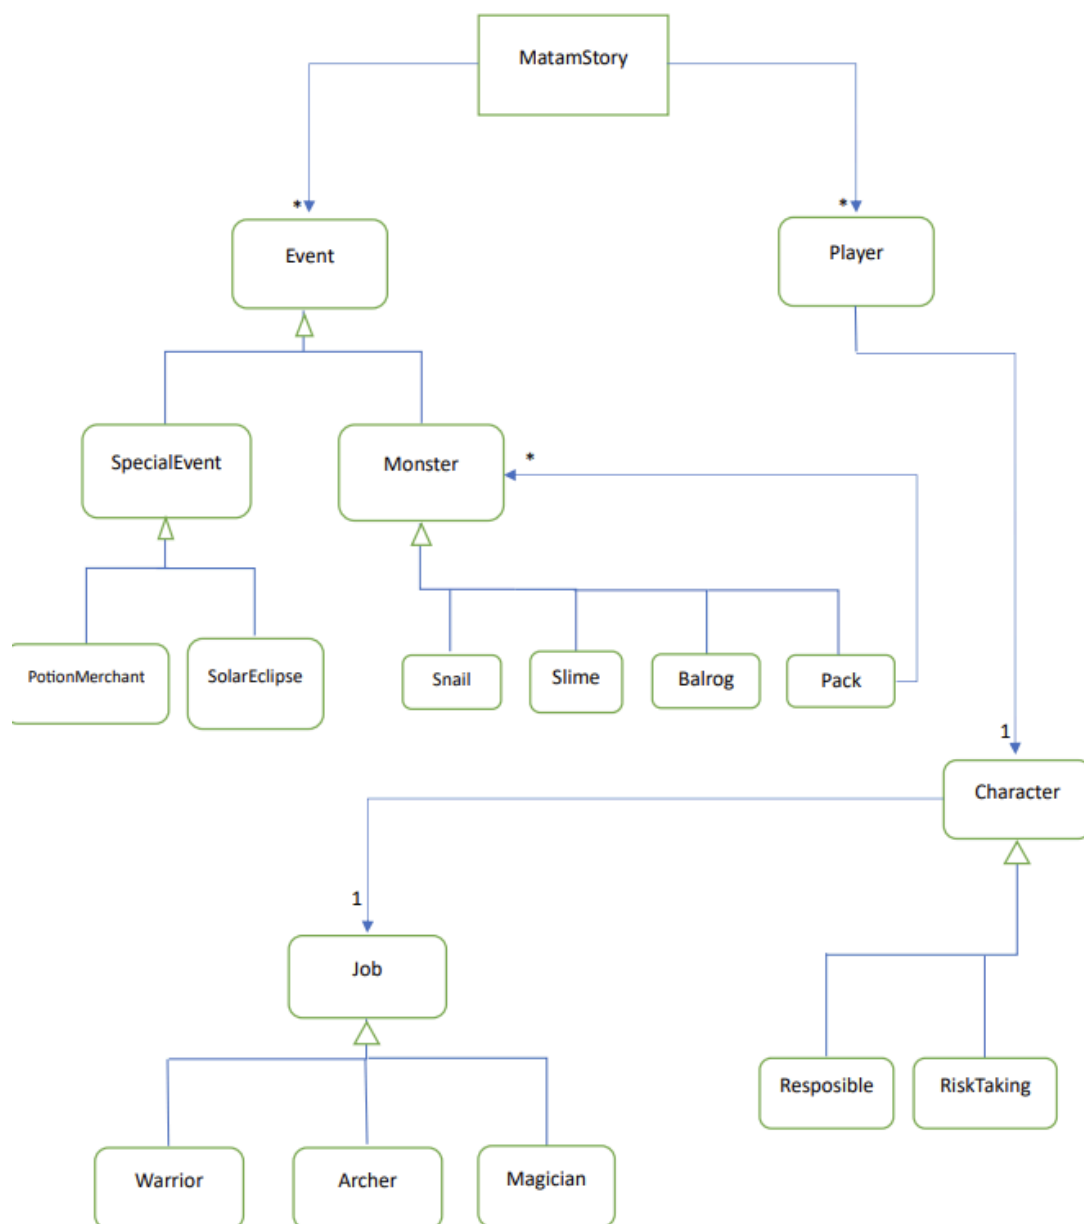 MatamStory
*
*
Event
Player
SpecialEvent
Monster
*
PotionMerchant
SolarEclipse
Snail
Slime
Balrog
Pack
1
Character
1
Job
Resposible
RiskTaking
Warrior
Archer
Magician